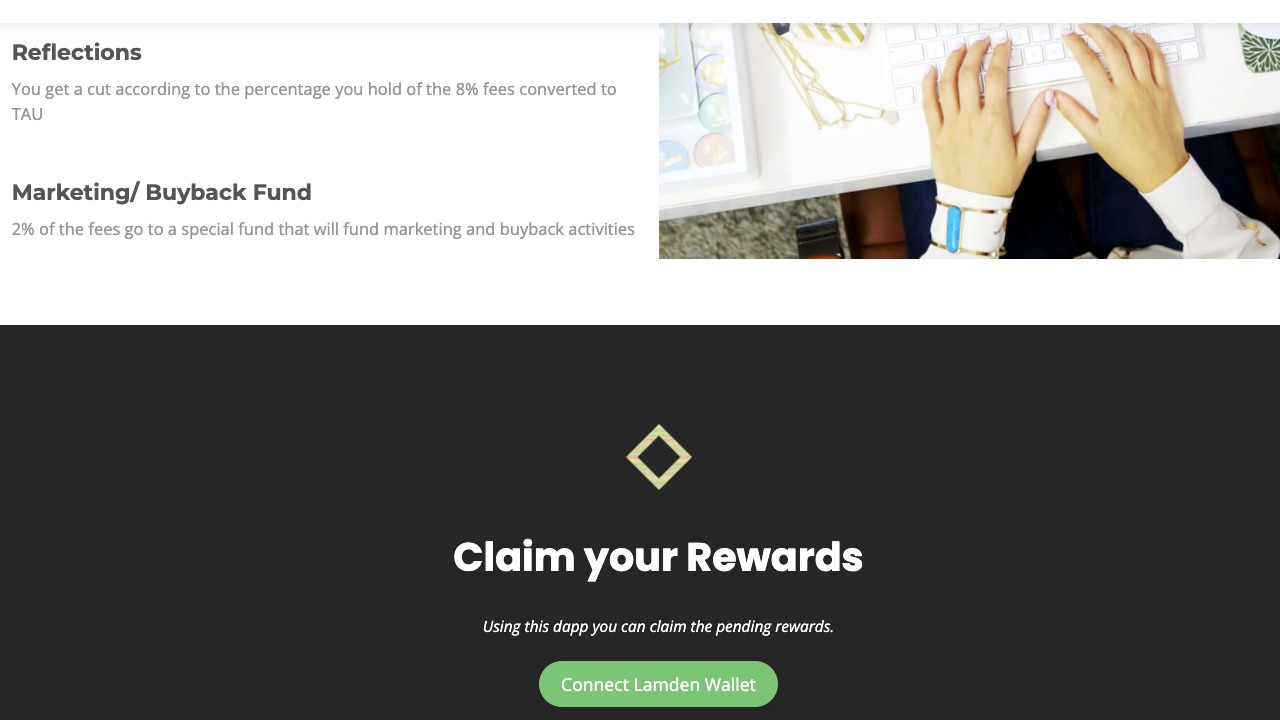 Reflections
You get a cut according to the percentage you hold of the 8% fees converted to
TAU
Marketing/ Buyback Fund
2% of the fees go to a special fund that will fund marketing and buyback activities
Claim your Rewards
Using this dapp you can claim the pending rewards.
Connect Lamden Wallet